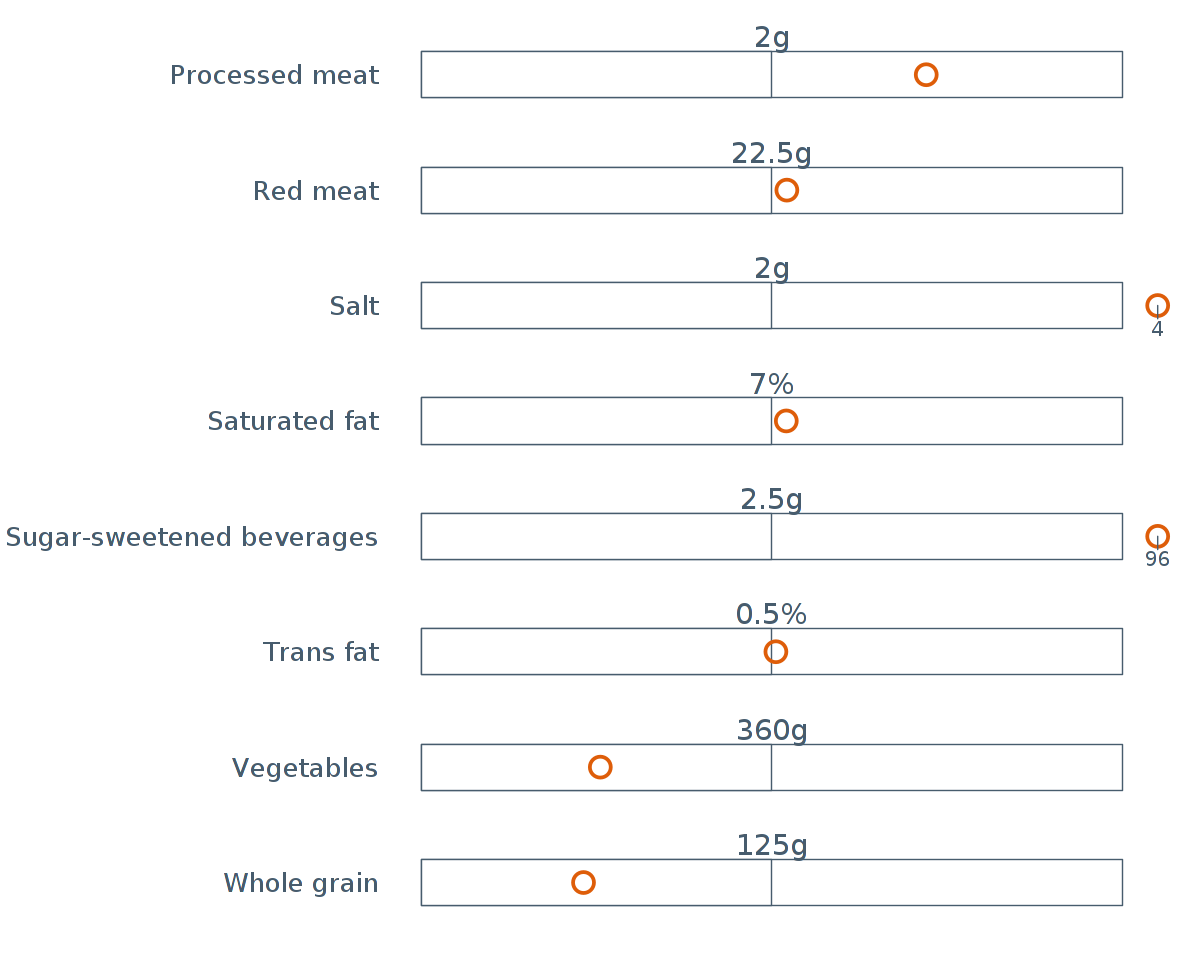 2g
Processed meat
22.5g
Red meat
2g
Salt
4
7%
Saturated fat
2.5g
Sugar-sweetened beverages
96
0.5%
Trans fat
360g
Vegetables
125g
Whole grain